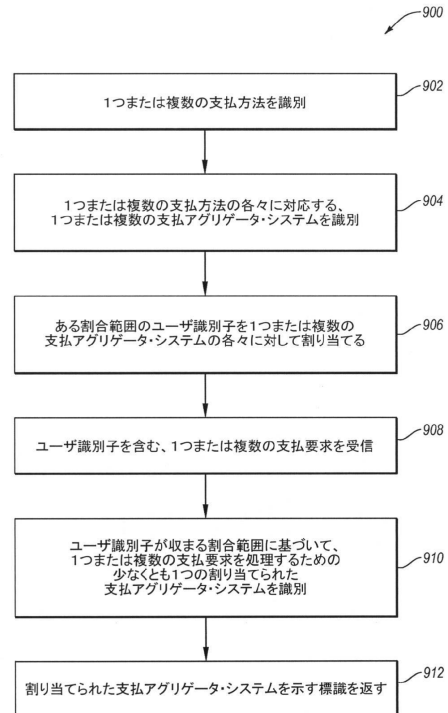 900
902
1つまたは複数の支払方法を識別
904
1つまたは複数の支払方法の各々に対応する、
1つまたは複数の支払アグリゲータ・システムを識別
906
ある割合範囲のユーザ識別子を1つまたは複数の
支払アグリゲータ・システムの各々に対して割り当てる
908
ユーザ識別子を含む、1つまたは複数の支払要求を受信
910
ユーザ識別子が収まる割合範囲に基づいて、
1つまたは複数の支払要求を処理するための
少なくとも1つの割り当てられた
支払アグリゲータ・システムを識別
912
割り当てられた支払アグリゲータ・システムを示す標識を返す